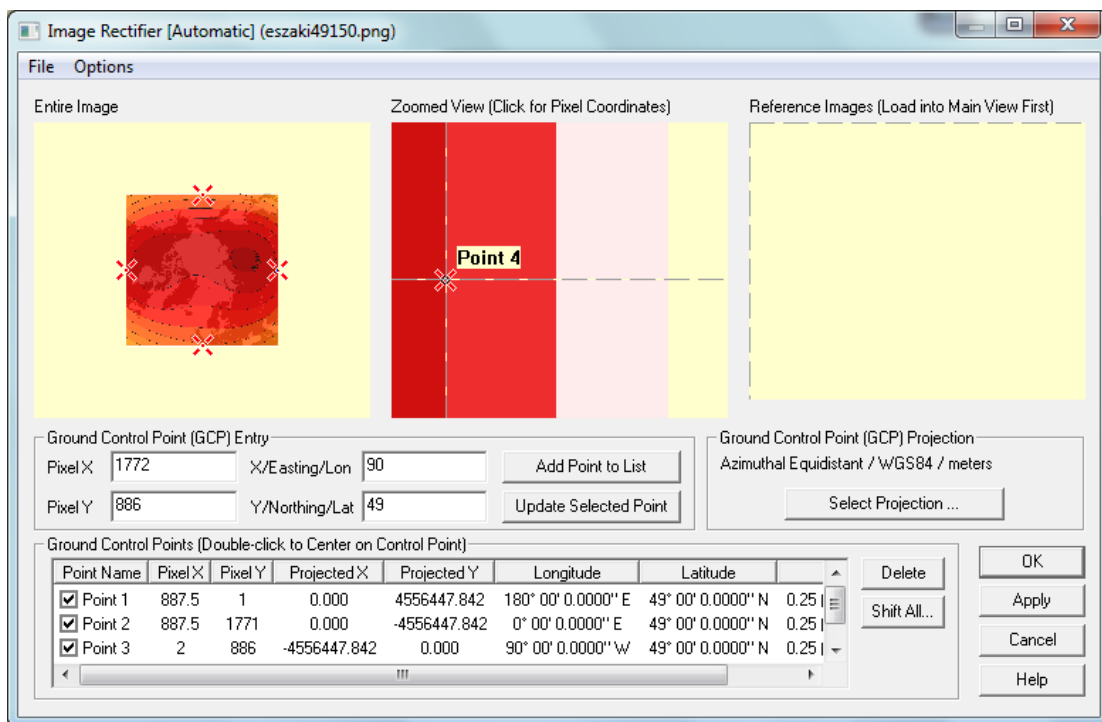 Image Rectifier [Automatic] (eszaki49150.png)
File Options
Entire Image
Zoomed View (Click for Pixel Coordinates)
Reference Images (Load into Main View First)
Point 4
Ground Control Point (GCP) Entry
Pixel X 1772 X/Easting/Lon 90 Add Point to List
Pixel Y 886 Y/Northing/Lat 49 Update Selected Point
Ground Control Point (GCP) Projection
Azimuthal Equidistant / WGS84 / meters
Select Projection ...
Ground Control Points (Double-click to Center on Control Point)
Point Name Pixel X Pixel Y Projected X Projected Y Longitude Latitude
Point 1 887.5 1 0.000 4556447.842 180° 00' 0.0000" E 49° 00' 0.0000" N 0.25
Point 2 887.5 1771 0.000 -4556447.842 0° 00' 0.0000" E 49° 00' 0.0000" N 0.25
Point 3 2 886 -4556447.842 0.000 90° 00' 0.0000" W 49° 00' 0.0000" N 0.25
Delete
Shift All...
OK
Apply
Cancel
Help